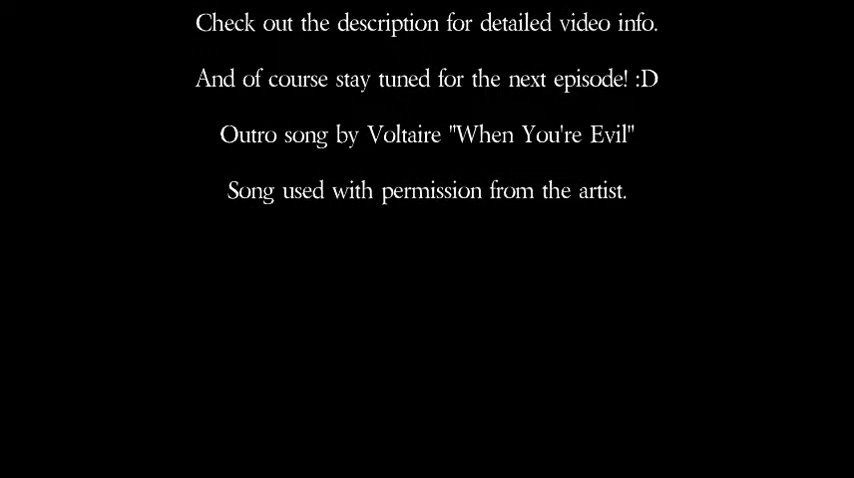 Check out the description for detailed video info.
And of course stay tuned for the next episode! :D
Outro song by Voltaire "When You're Evil"
Song used with permission from the artist.